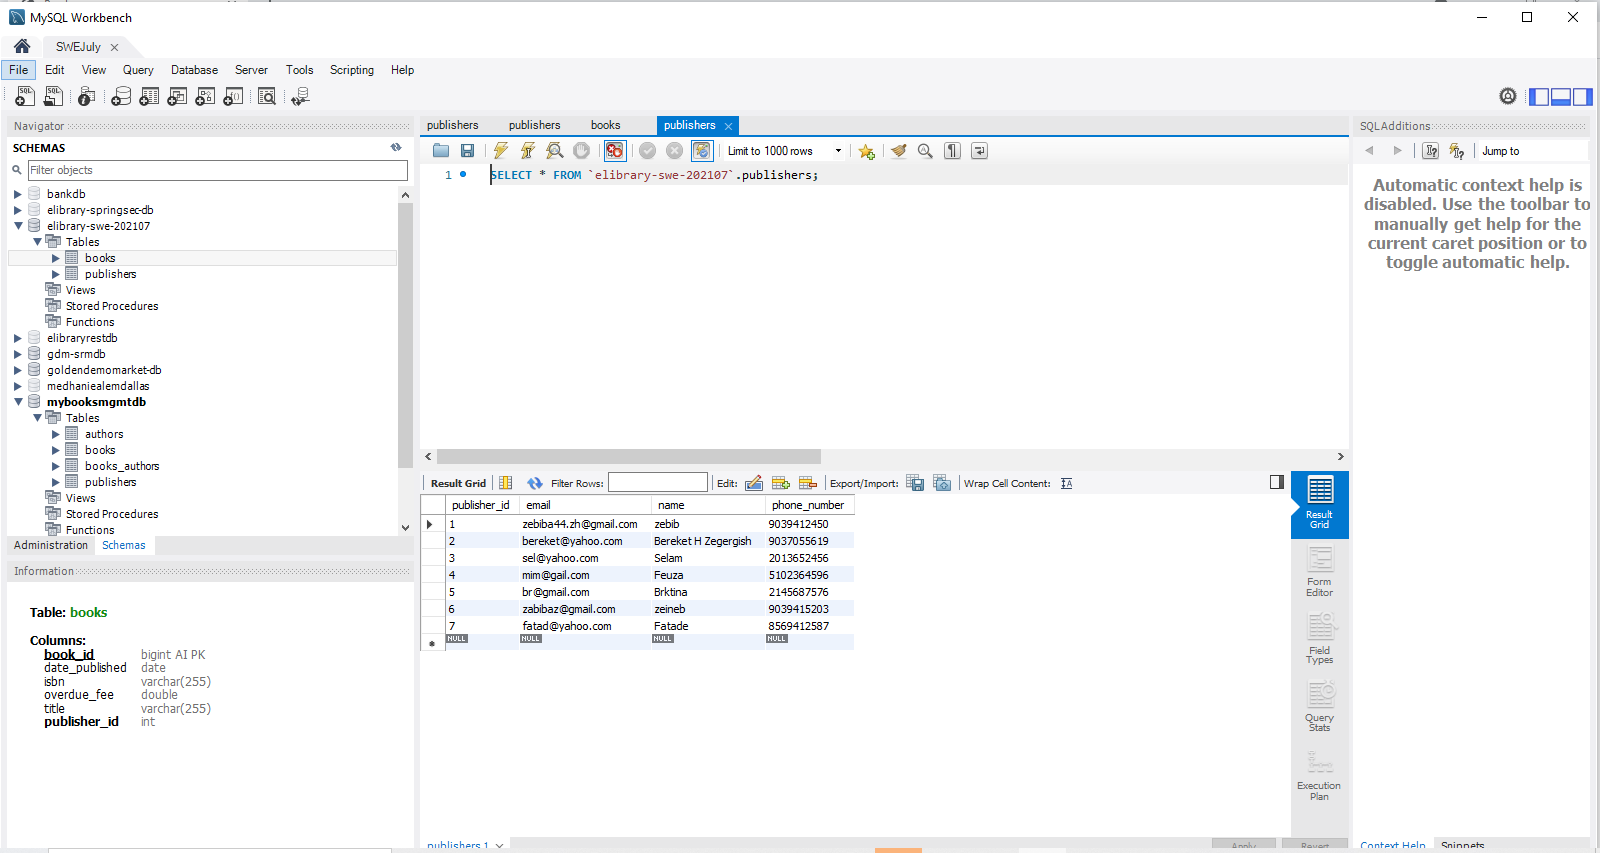 MySQL Workbench
SWEJuly
File Edit View Query Database Server Tools Scripting Help
Navigator
SCHEMAS
Filter objects
bankdb
elibrary-springsec-db
elibrary-swe-202107
Tables
books
publishers
Views
Stored Procedures
Functions
elibraryrestdb
gdm-srmdb
goldendemomarket-db
medhaniealemdallas
mybooksmgmtdb
Tables
authors
books
books_authors
publishers
Views
Stored Procedures
Functions
Administration Schemas
Information
Table: books
Columns:
book_id bigint AI PK
date_published date
isbn varchar(255)
overdue_fee double
title varchar(255)
publisher_id int
publishers publishers books publishers
Limit to 1000 rows
1 SELECT * FROM `elibrary-swe-202107`.publishers;
Result Grid Filter Rows: Edit: Export/Import: Wrap Cell Content:
publisher_id email name phone_number
1 zebiba44.zh@gmail.com zebib 9039412450
2 bereket@yahoo.com Bereket H Zegergish 9037055619
3 sel@yahoo.com Selam 2013652456
4 mim@gail.com Feuza 5102364596
5 br@gmail.com Brktina 2145687576
6 zabibaz@gmail.com zeineb 9039415203
7 fatad@yahoo.com Fatade 8569412587
NULL NULL NULL NULL
Result
Grid
Form
Editor
Field
Types
Query
Stats
Execution
Plan
publishers 1
Apply Revert
SQLAdditions
Jump to
Automatic context help is
disabled. Use the toolbar to
manually get help for the
current caret position or to
toggle automatic help.
Context Help Snippets